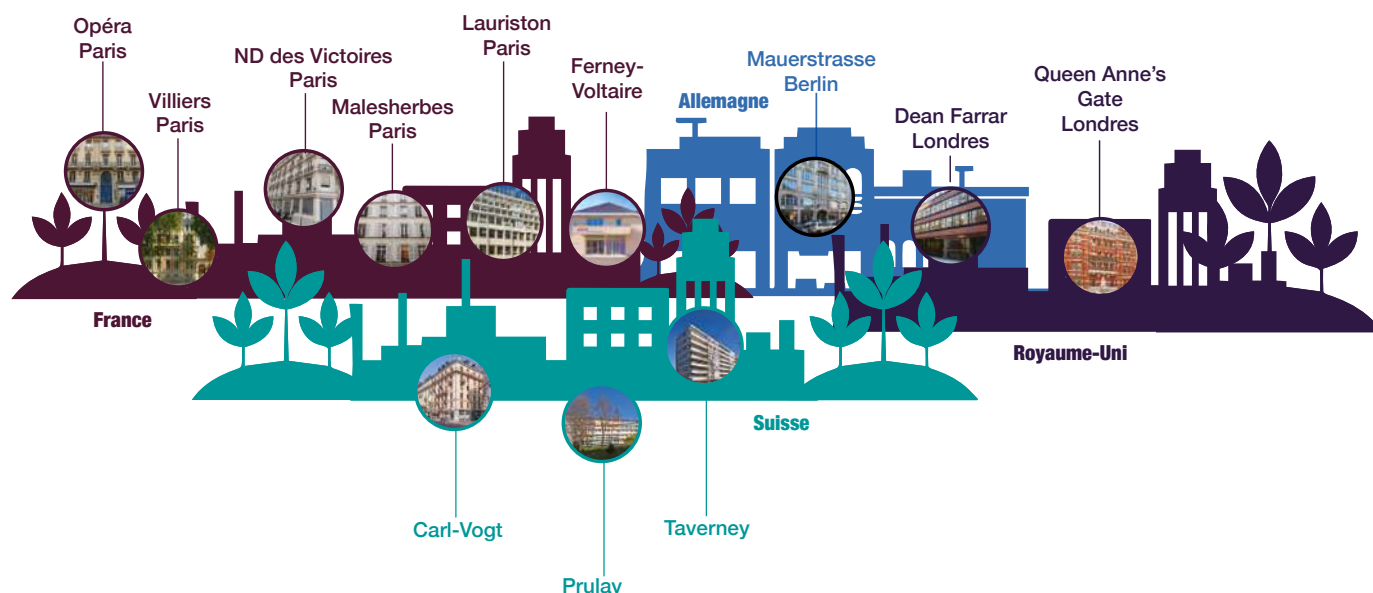 Opéra
Paris
Villiers
Paris
ND des Victoires
Paris
Malesherbes
Paris
Lauriston
Paris
Ferney-
Voltaire
Allemagne
Mauerstrasse
Berlin
Dean Farrar
Londres
Queen Anne's
Gate
Londres
France
Royaume-Uni
Suisse
Carl-Vogt
Taverney
Prulay